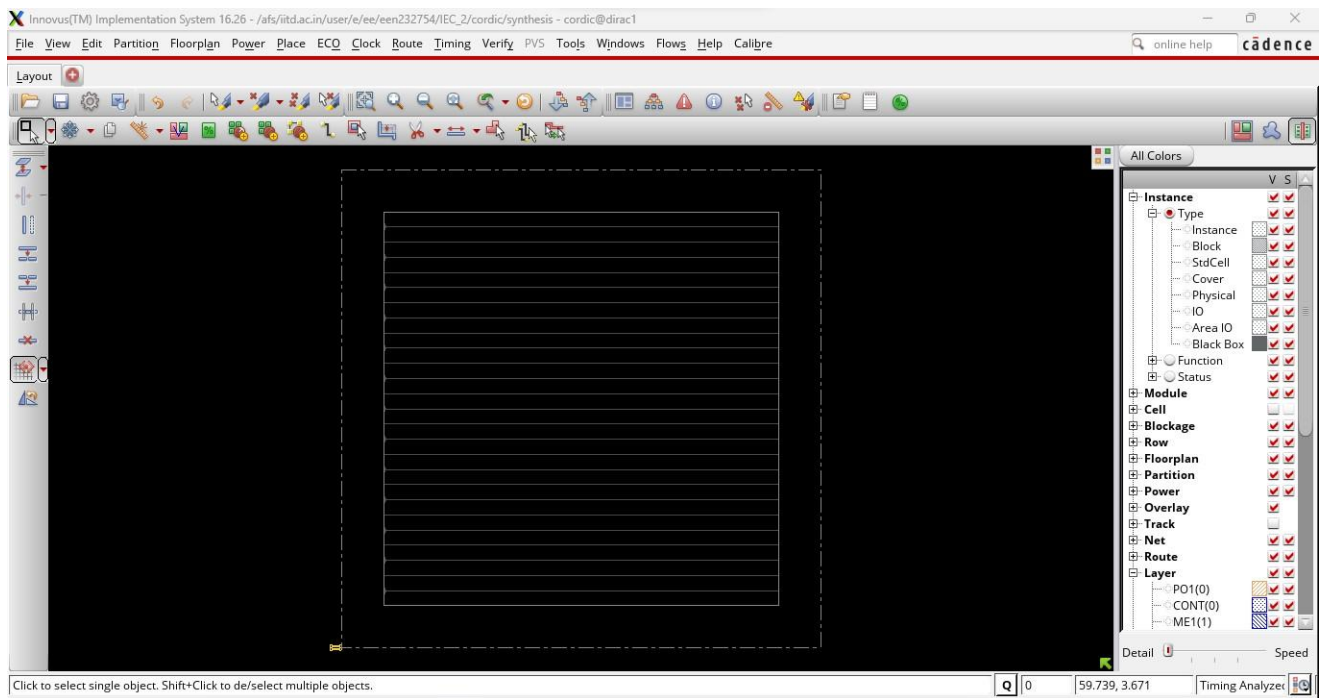 Innovus(TM) Implementation System 16.26 - /afs/iitd.ac.in/user/e/ee/een232754/IEC_2/cordic/synthesis - cordic@dirac1
File View Edit Partition Floorplan Power Place ECO Clock Route Timing Verify PVS Tools Windows Flows Help Calibre
online help
cādence
Layout
All Colors
V S
Instance
Type
Instance
Block
StdCell
Cover
Physical
IO
Area IO
Black Box
Function
Status
Module
Cell
Blockage
Row
Floorplan
Partition
Power
Overlay
Track
Net
Route
Layer
PO1(0)
CONT(0)
ME1(1)
Detail Speed
Click to select single object. Shift+Click to de/select multiple objects. Q 0 59.739, 3.671 Timing Analyzec